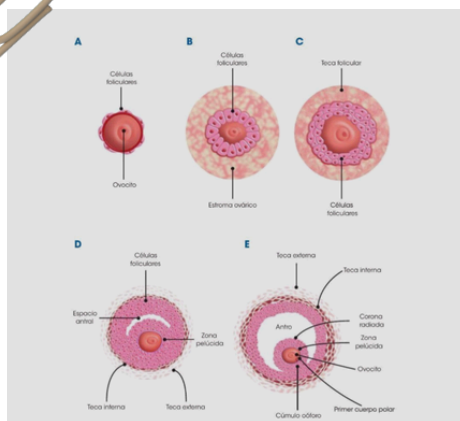 A
Células
foliculares
Ovocito
B
Células
foliculares
Estroma ovárico
C
Teca folicular
Células
foliculares
D
Células
foliculares
Espacio
antral
Zona
pelúcida
Teca interna
Teca externa
E
Teca externa
Teca interna
Antro
Corona
radiada
Zona
pelúcida
Ovocito
Primer cuerpo polar
Cúmulo oóforo